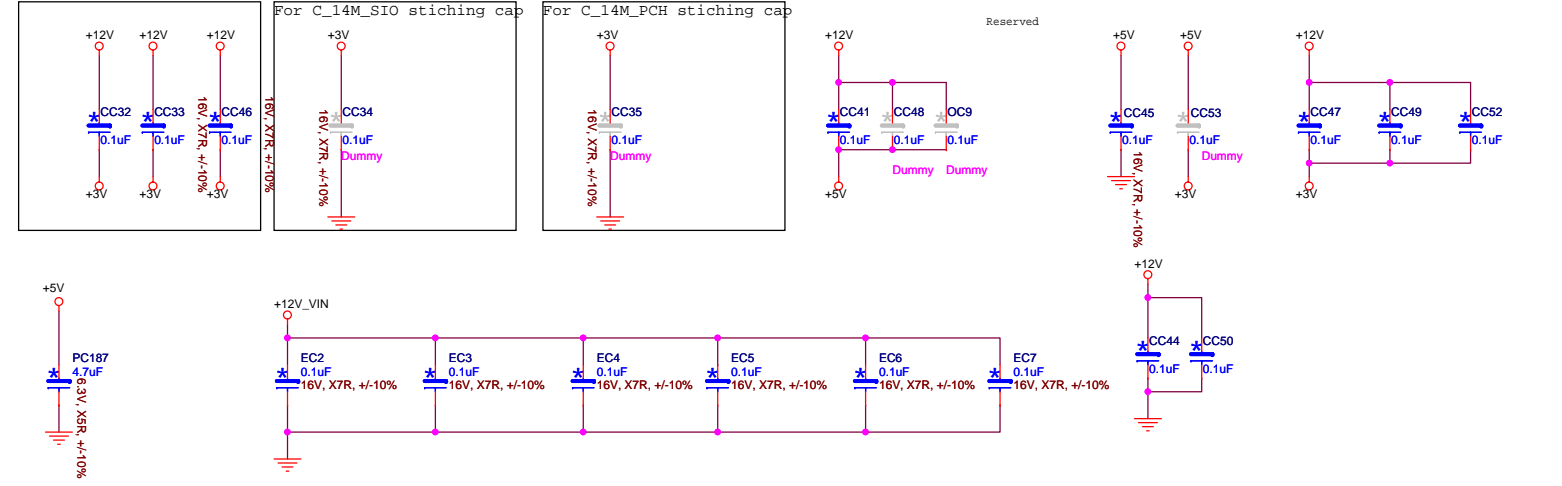 For C_14M_SIO stiching cap
For C_14M_PCH stiching cap
Reserved
+12V
+12V
+12V
+3V
+3V
+12V
+5V
+5V
+12V
CC32
0.1uF
CC33
0.1uF
16V, X7R, +/-10%
CC46
0.1uF
16V, X7R, +/-10%
+3V
+3V
+3V
CC34
0.1uF
Dummy
16V, X7R, +/-10%
CC35
0.1uF
Dummy
16V, X7R, +/-10%
CC41
0.1uF
CC48
0.1uF
Dummy
OC9
0.1uF
Dummy
+5V
CC45
0.1uF
16V, X7R, +/-10%
CC53
0.1uF
Dummy
+3V
CC47
0.1uF
CC49
0.1uF
CC52
0.1uF
+3V
+5V
PC187
4.7uF
6.33V, X5R, +/-10%
+12V_VIN
EC2
0.1uF
16V, X7R, +/-10%
EC3
0.1uF
16V, X7R, +/-10%
EC4
0.1uF
16V, X7R, +/-10%
EC5
0.1uF
16V, X7R, +/-10%
EC6
0.1uF
16V, X7R, +/-10%
EC7
0.1uF
16V, X7R, +/-10%
+12V
CC44
0.1uF
CC50
0.1uF